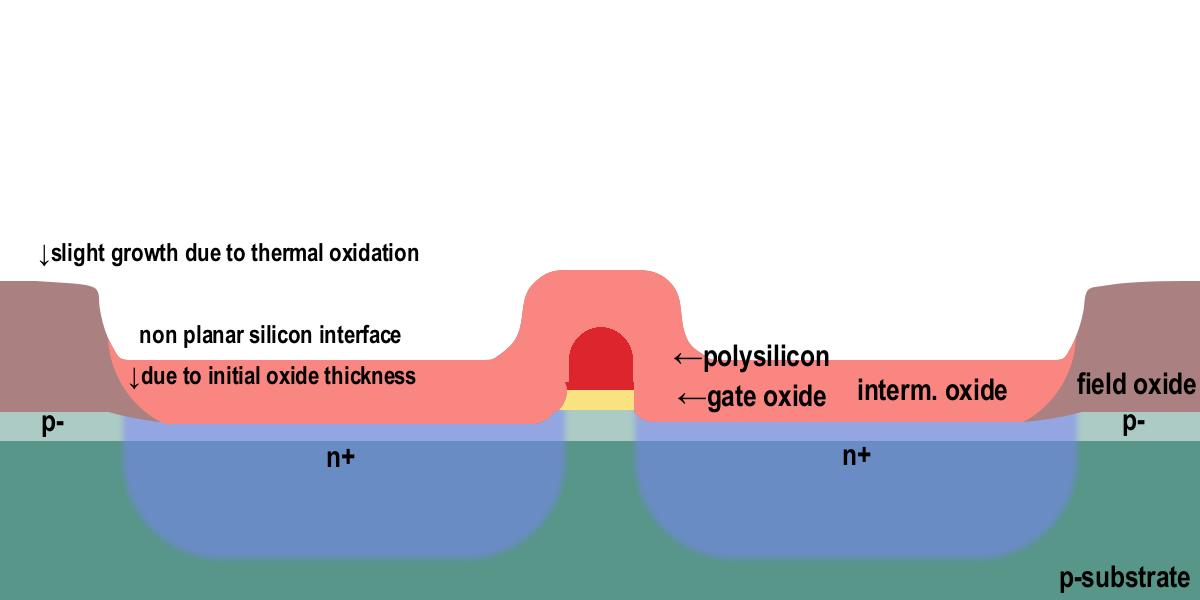 ↓slight growth due to thermal oxidation
non planar silicon interface
↓due to initial oxide thickness
←polysilicon
←gate oxide
interm. oxide
field oxide
p-
p-
n+
n+
p-substrate